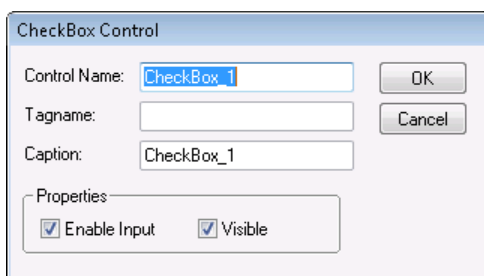 CheckBox Control
Control Name: CheckBox_1 OK
Tagname: Cancel
Caption: CheckBox_1
Properties
Enable Input Visible